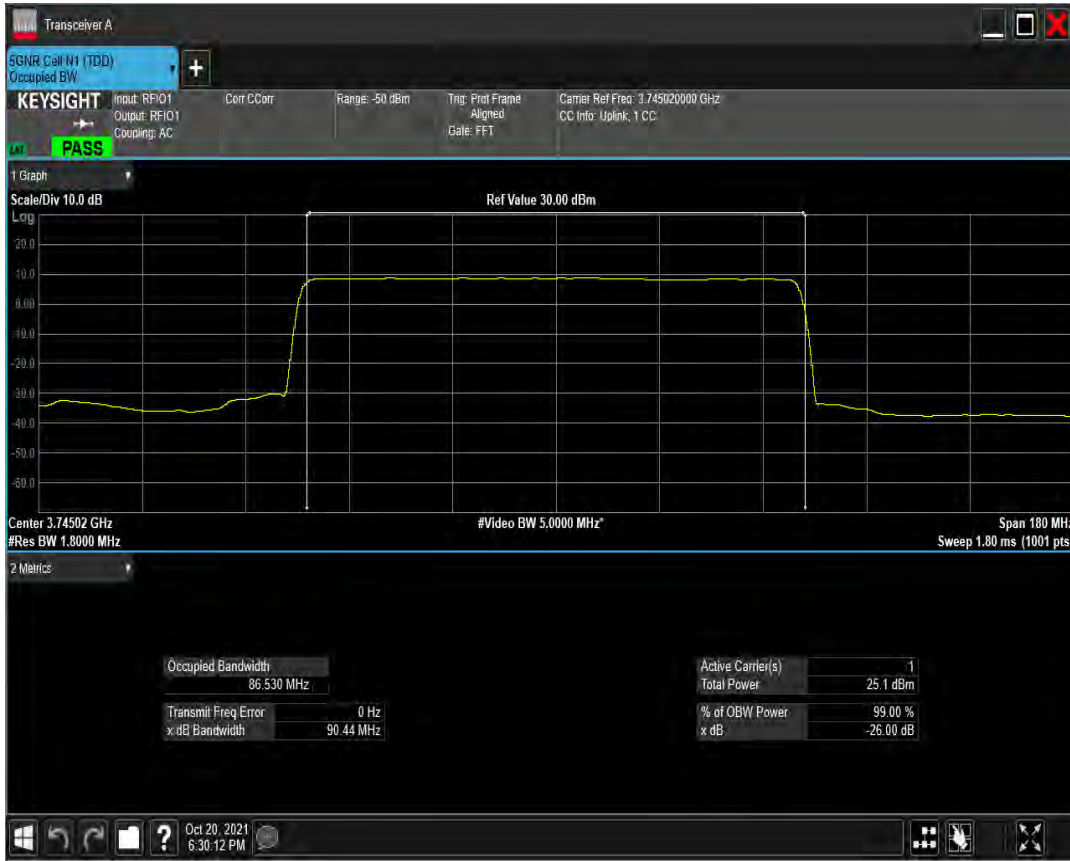 Transceiver A
5GNR Cell N1 (TDD)
Occupied BW
+
KEYSIGHT
Input: RFIO1
Output: RFIO1
Coupling: AC
Corr CCorr
Range: -50 dBm
Trig: Prot Frame
Aligned
Gate: FFT
Carrier Ref Freq: 3.745020000 GHz
CC Info: Uplink, 1 CC
PASS
1 Graph
Scale/Div 10.0 dB
Ref Value 30.00 dBm
Log
20.0
10.0
0.00
-10.0
-20.0
-30.0
-40.0
-50.0
-60.0
Center 3.74502 GHz
#Video BW 5.0000 MHz*
Span 180 MHz
#Res BW 1.8000 MHz
Sweep 1.80 ms (1001 pts
2 Metrics
Occupied Bandwidth
86.530 MHz
Transmit Freq Error 0 Hz
x dB Bandwidth 90.44 MHz
Active Carrier(s) 1
Total Power 25.1 dBm
% of OBW Power 99.00 %
x dB -26.00 dB
?
Oct 20, 2021
6:30:12 PM